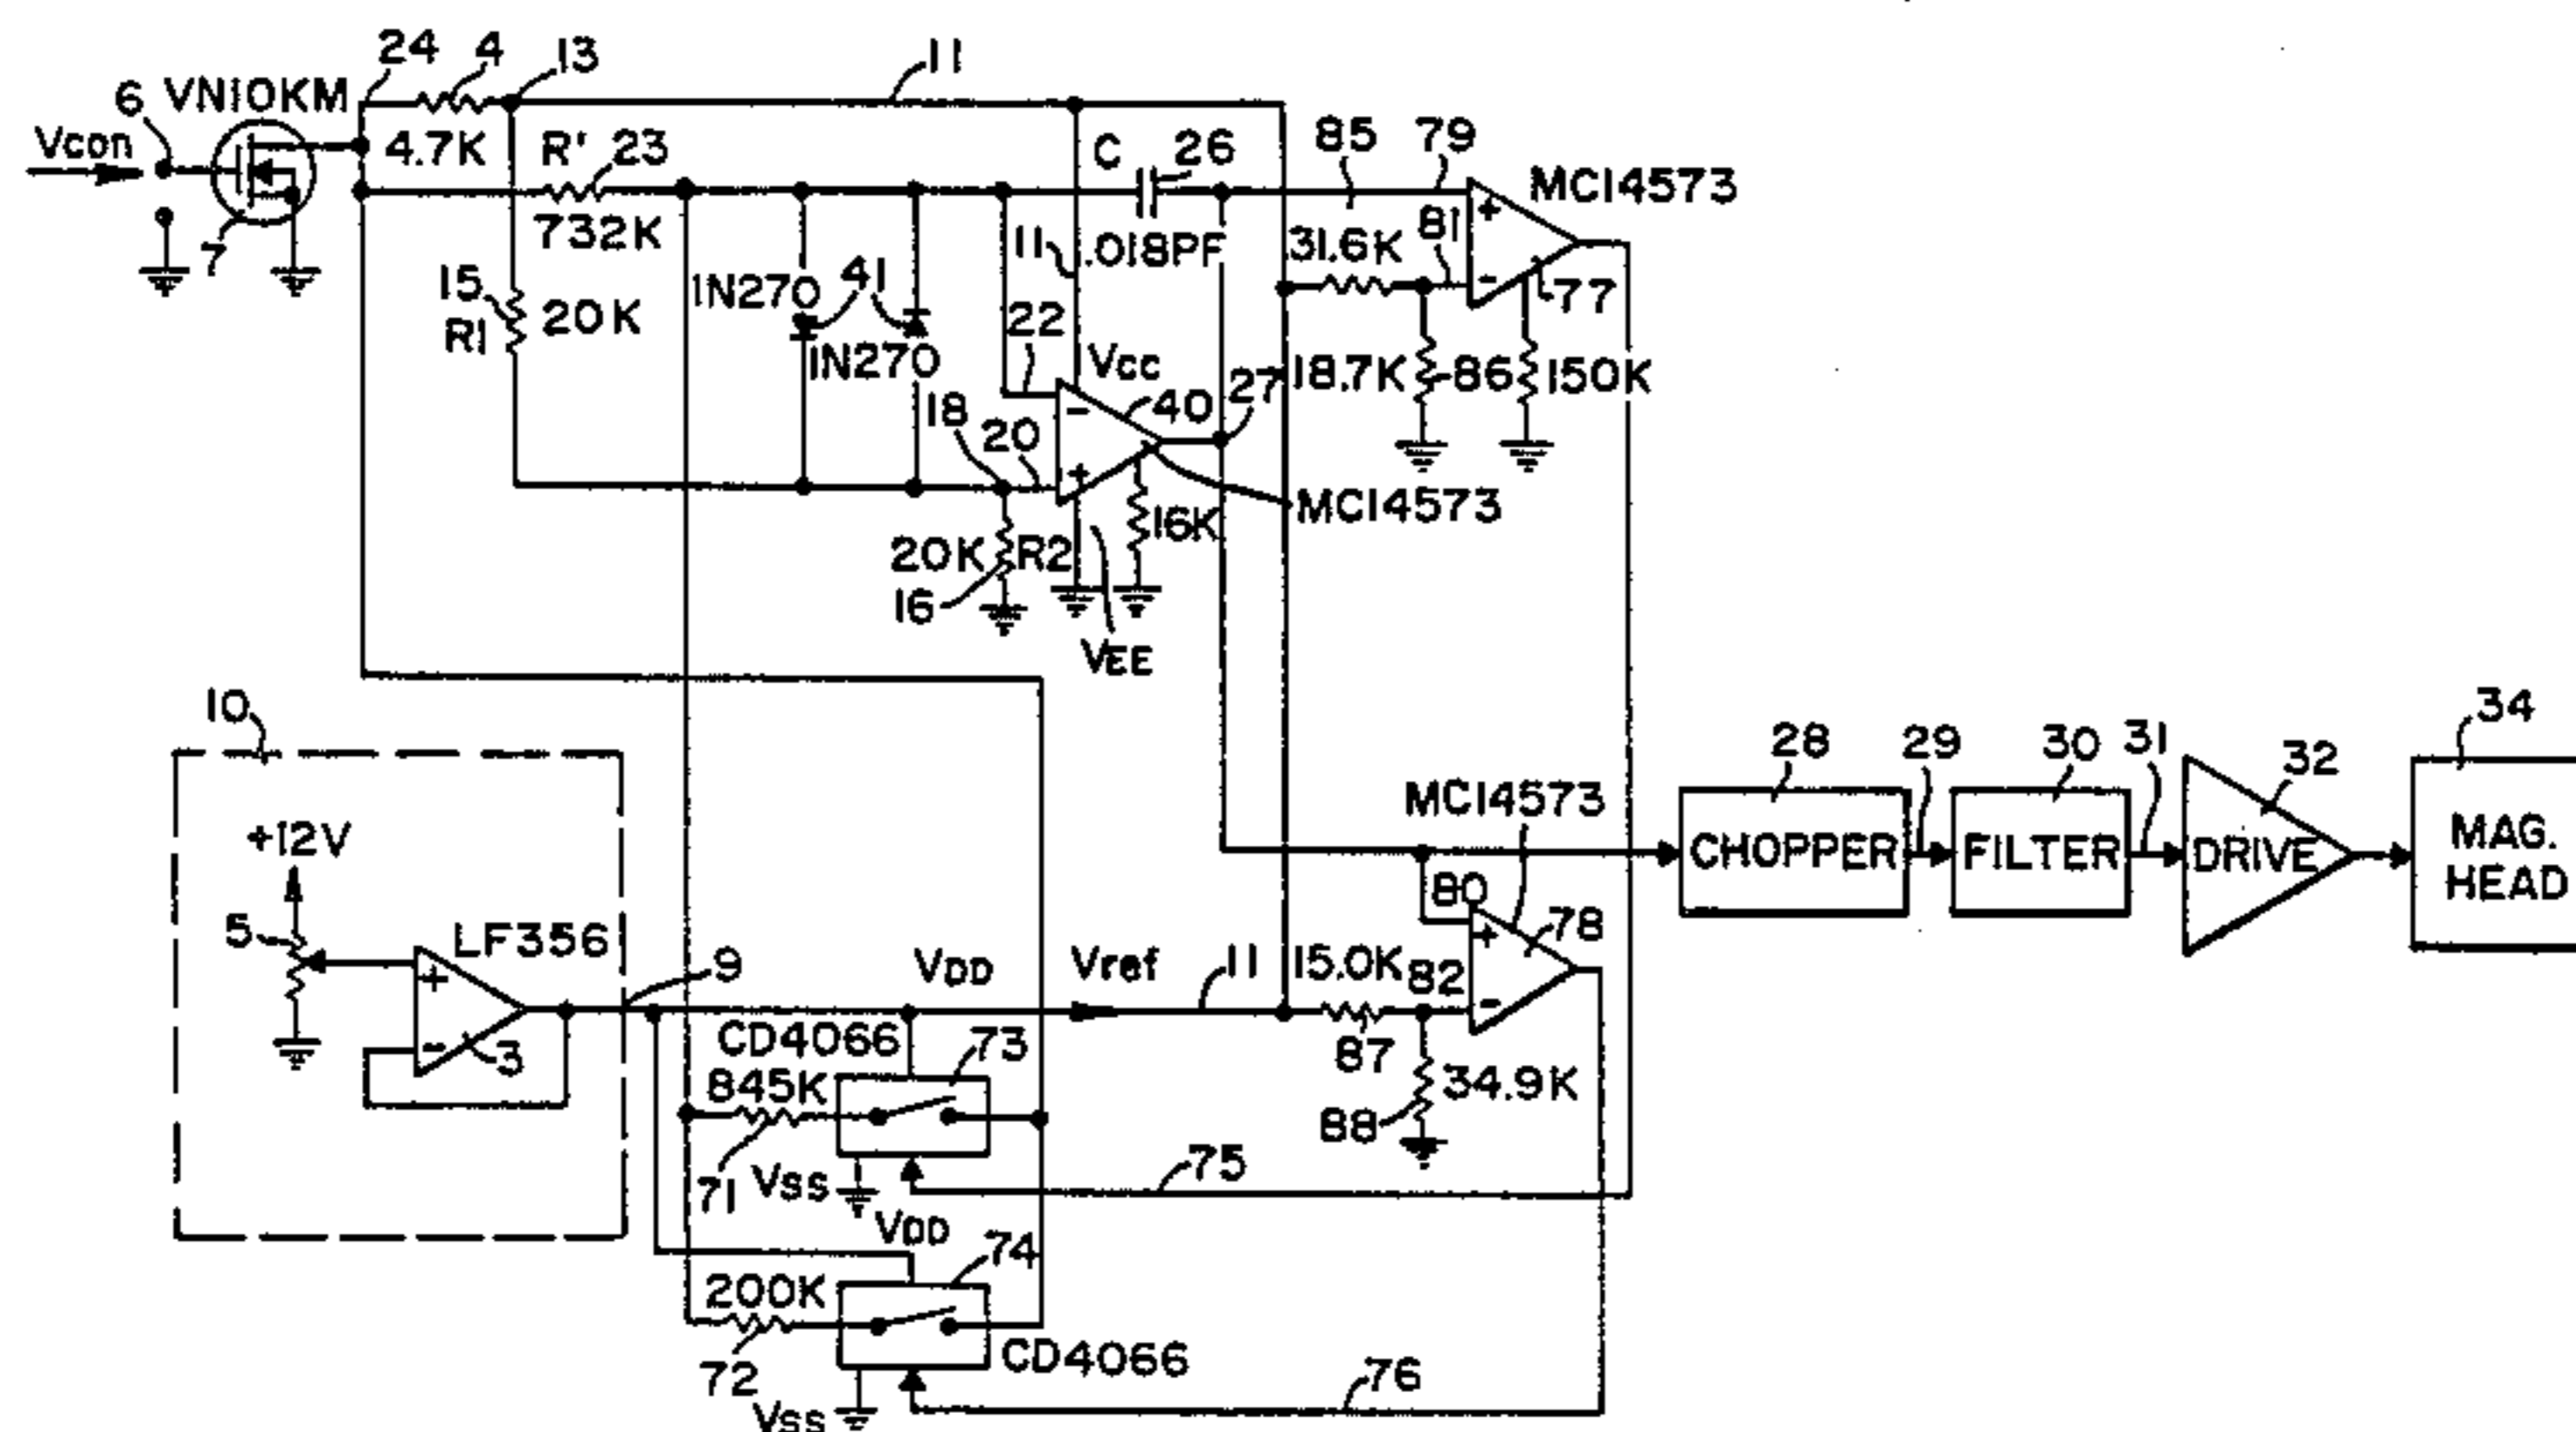 24 4 13 11
6 VN10KM
Vcon
4.7K R' 23 C 26 85 79
MC14573
7 732K 11 .018PF 31.6K 81
15 20K 1N270 41 77
R1 22
1N270 Vcc 18.7K 86 150K
18 20 40 27
MC14573
20K R2 16K
16
VEE
10 34
28 29 30 31 32
MC14573
+12V CHOPPER FILTER DRIVE MAG.
HEAD
80
5 LF356 9 VDD Vref 11 15.0K 82 78
3 CD4066 73 87
845K 34.9K
88
71 VSS 75
VDD
74
200K
72 CD4066 76
VSS